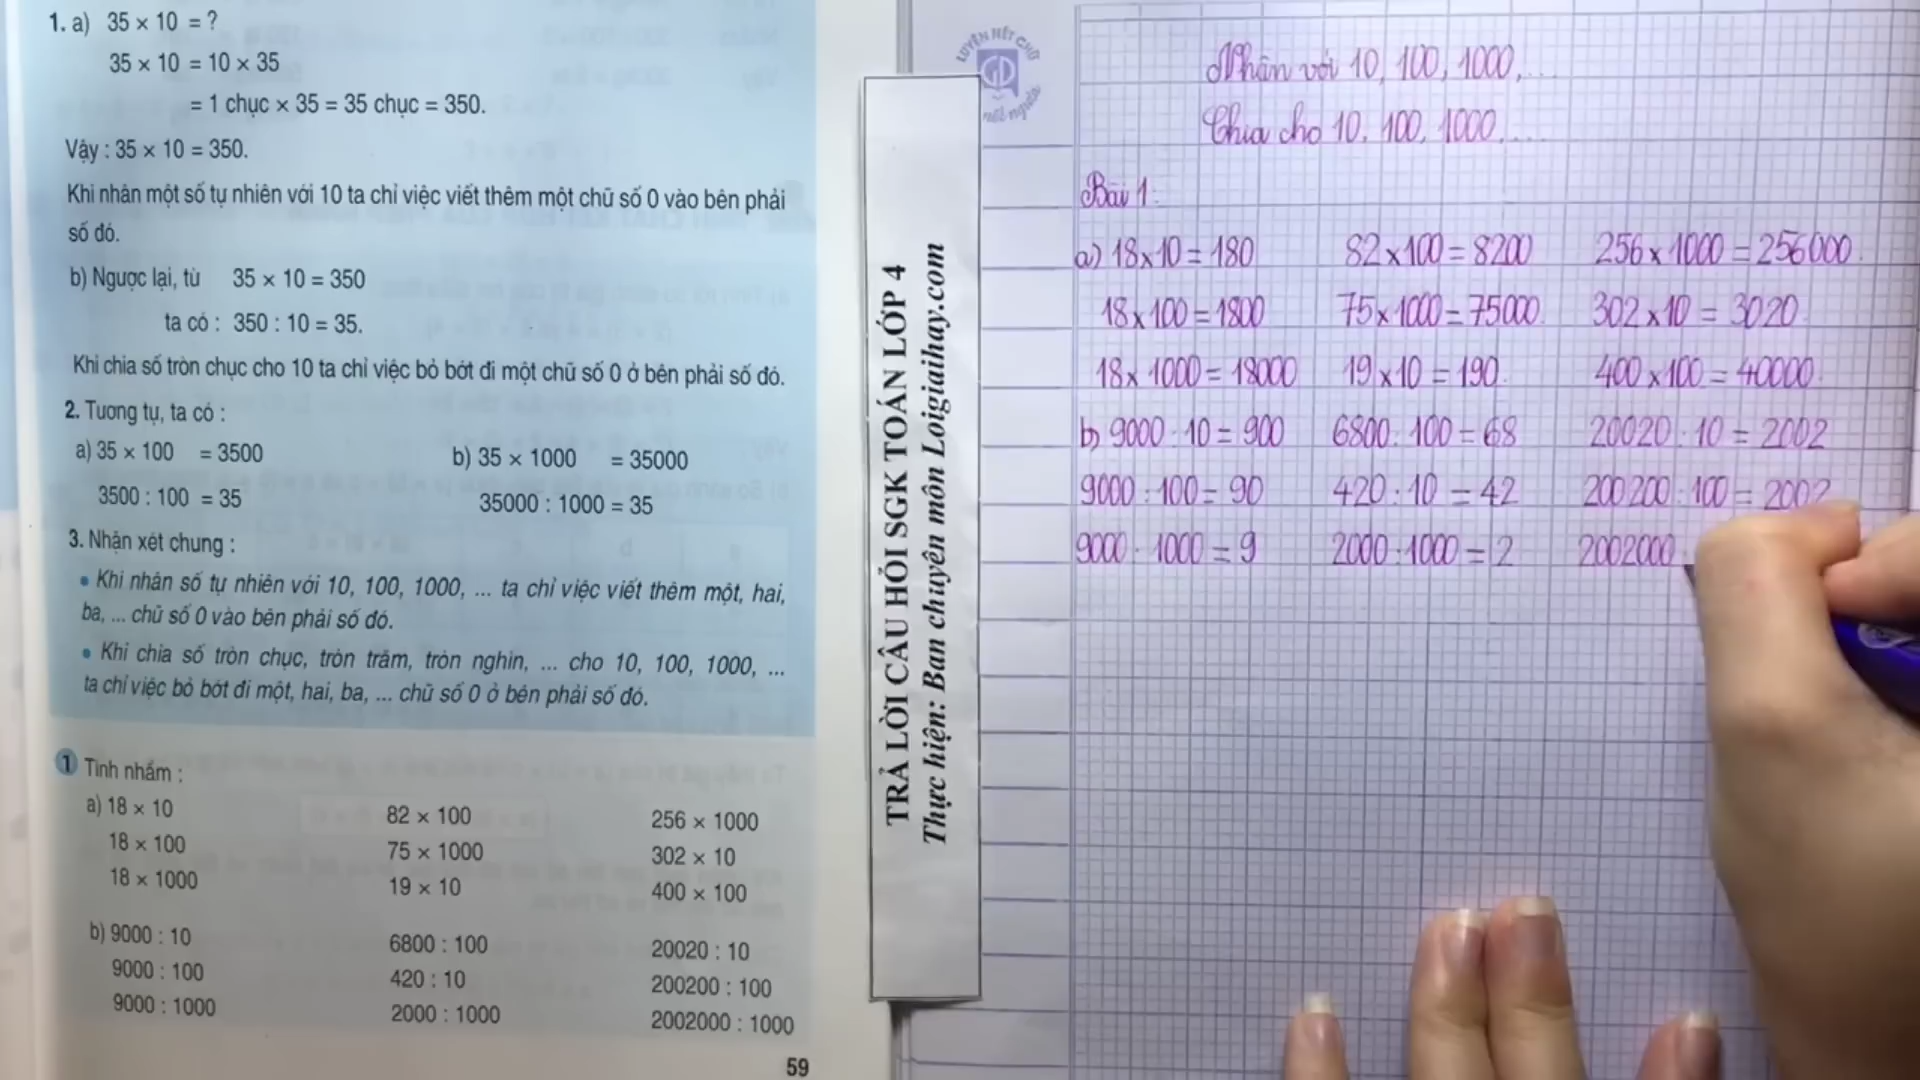 1. a) 35 × 10 = ?
35 × 10 = 10 × 35
= 1 chục × 35 = 35 chục = 350.
Vậy : 35 × 10 = 350.
Khi nhân một số tự nhiên với 10 ta chỉ việc viết thêm một chữ số 0 vào bên phải
số đó.
b) Ngược lại, từ 35 × 10 = 350
ta có : 350 : 10 = 35.
Khi chia số tròn chục cho 10 ta chỉ việc bỏ bớt đi một chữ số 0 ở bên phải số đó.
2. Tương tự, ta có :
a) 35 × 100 = 3500 b) 35 × 1000 = 35000
3500 : 100 = 35 35000 : 1000 = 35
3. Nhận xét chung :
• Khi nhân số tự nhiên với 10, 100, 1000, ... ta chỉ việc viết thêm một, hai,
ba, ... chữ số 0 vào bên phải số đó.
• Khi chia số tròn chục, tròn trăm, tròn nghìn, ... cho 10, 100, 1000, ...
ta chỉ việc bỏ bớt đi một, hai, ba, ... chữ số 0 ở bên phải số đó.
1 Tính nhẩm :
a) 18 × 10 82 × 100 256 × 1000
18 × 100 75 × 1000 302 × 10
18 × 1000 19 × 10 400 × 100
b) 9000 : 10 6800 : 100 20020 : 10
9000 : 100 420 : 10 200200 : 100
9000 : 1000 2000 : 1000 2002000 : 1000
59
TRẢ LỜI CÂU HỎI SGK TOÁN LỚP 4
Thực hiện: Ban chuyên môn Loigiaihay.com
LUYỆN NÉT CHỮ
GD
nết người
Nhân với 10, 100, 1000,...
Chia cho 10, 100, 1000,...
Bài 1:
a) 18 x 10 = 180 82 x 100 = 8200 256 x 1000 = 256000.
18 x 100 = 1800 75 x 1000 = 75000. 302 x 10 = 3020
18 x 1000 = 18000 19 x 10 = 190. 400 x 100 = 40000.
b) 9000 : 10 = 900 6800 : 100 = 68 20020 : 10 = 2002
9000 : 100 = 90 420 : 10 = 42 200200 : 100 = 2002
9000 : 1000 = 9 2000 : 1000 = 2 2002000 :